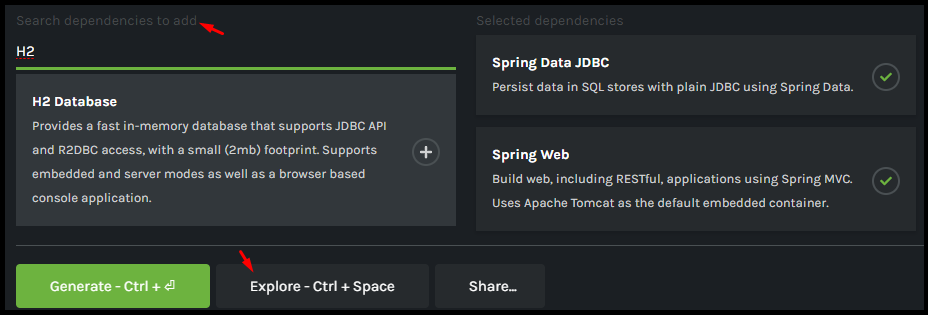 Search dependencies to add
H2
H2 Database
Provides a fast in-memory database that supports JDBC API
and R2DBC access, with a small (2mb) footprint. Supports
embedded and server modes as well as a browser based
console application.
Selected dependencies
Spring Data JDBC
Persist data in SQL stores with plain JDBC using Spring Data.
Spring Web
Build web, including RESTful, applications using Spring MVC.
Uses Apache Tomcat as the default embedded container.
Generate - Ctrl + ⏎
Explore - Ctrl + Space
Share...